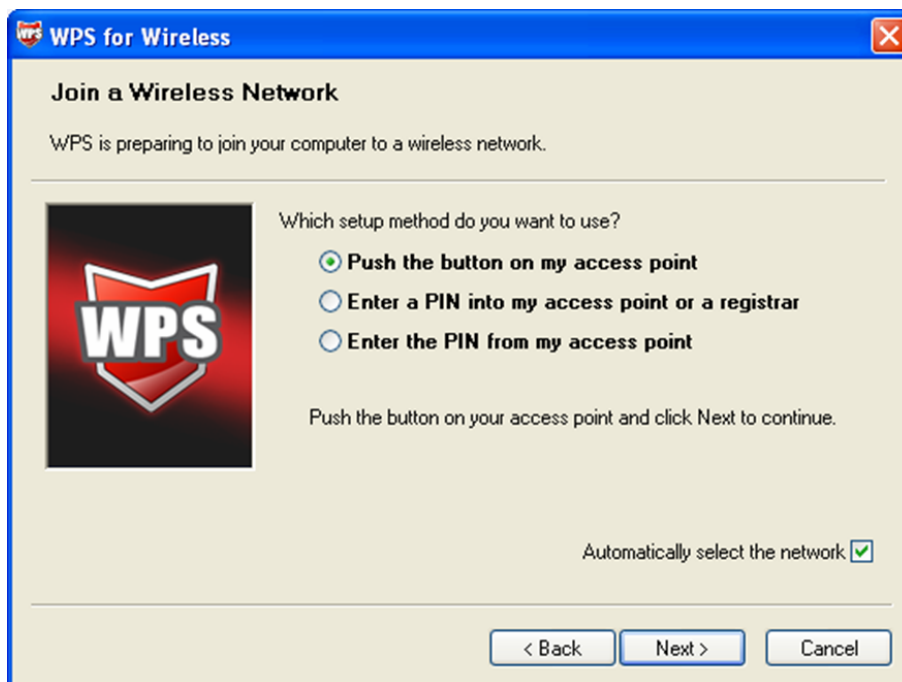 WPS for Wireless
Join a Wireless Network
WPS is preparing to join your computer to a wireless network.
WPS
Which setup method do you want to use?
Push the button on my access point
Enter a PIN into my access point or a registrar
Enter the PIN from my access point
Push the button on your access point and click Next to continue.
Automatically select the network
< Back Next > Cancel